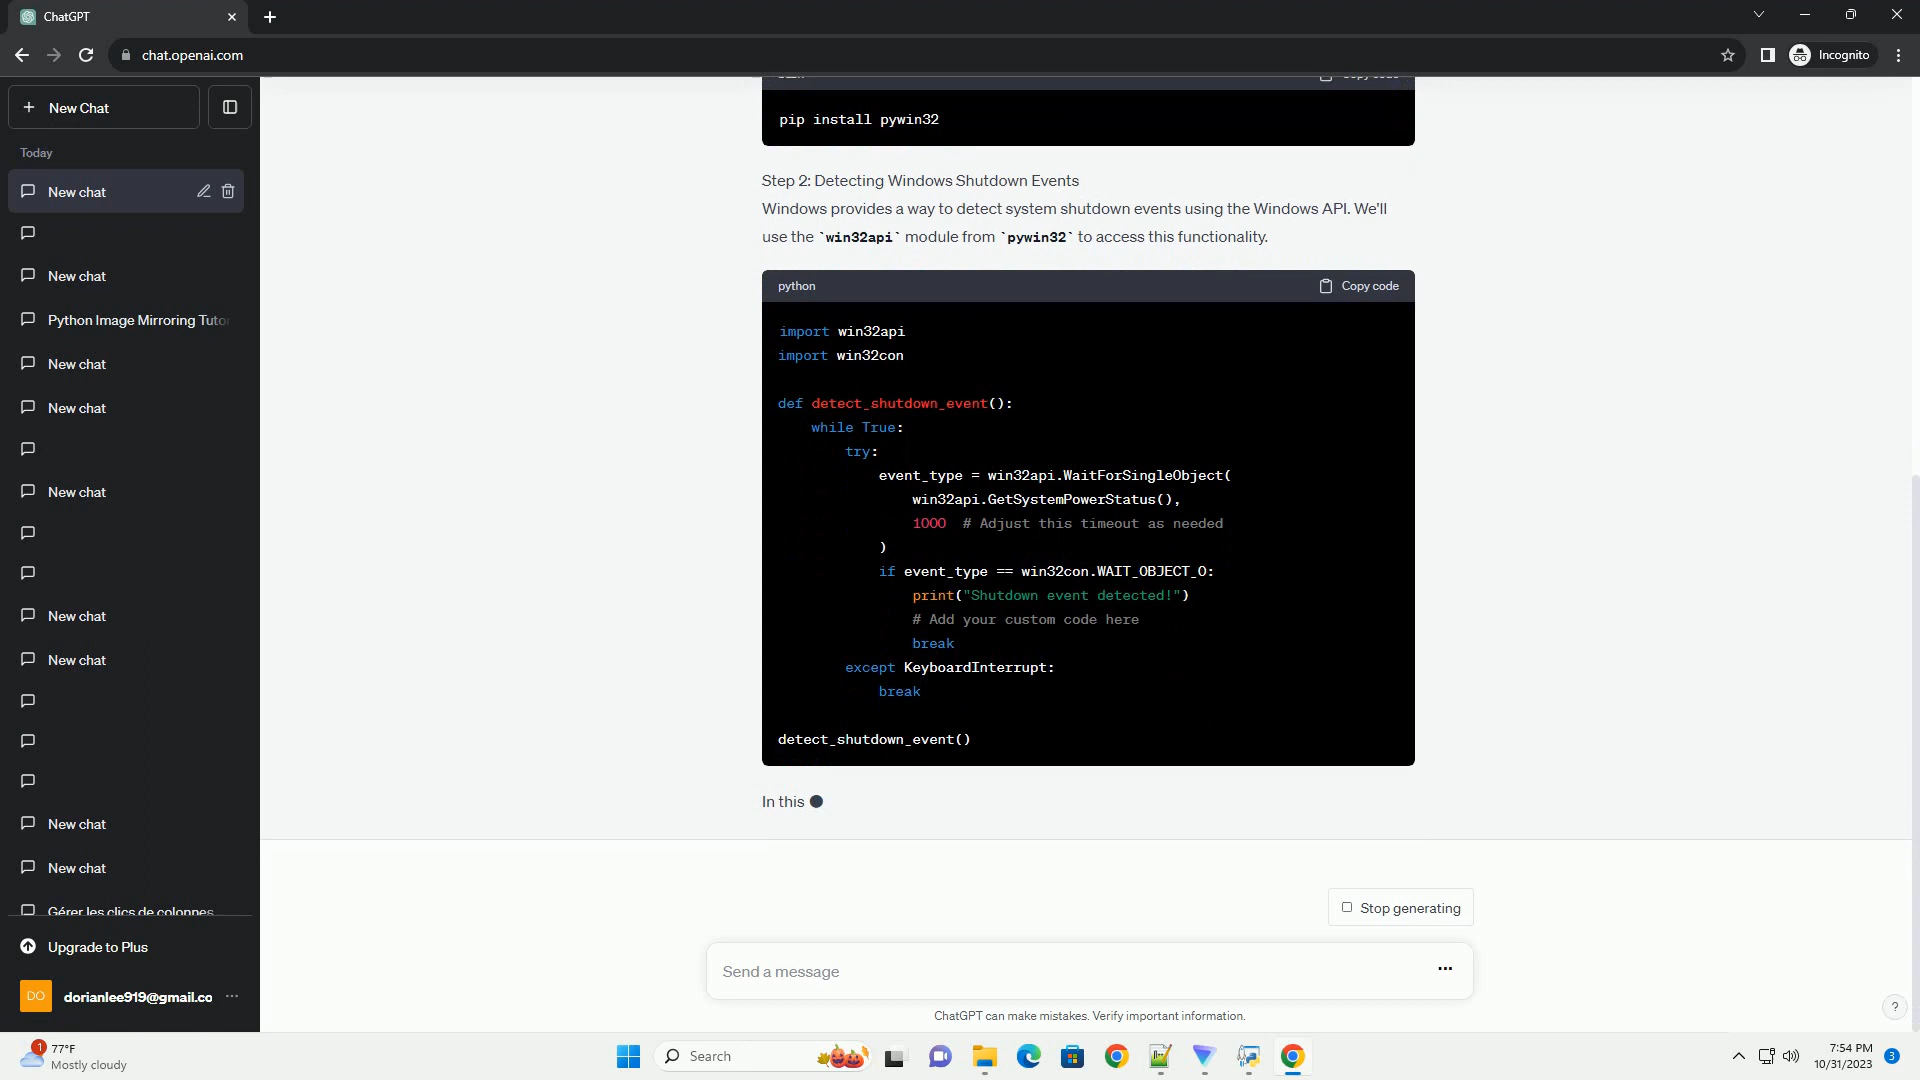 ChatGPT
chat.openai.com
Incognito
New Chat
Today
New chat
New chat
Python Image Mirroring Tuto
New chat
New chat
New chat
New chat
New chat
New chat
New chat
Gérer les clics de colonnes
Upgrade to Plus
DO
dorianlee919@gmail.co
pip install pywin32
Step 2: Detecting Windows Shutdown Events
Windows provides a way to detect system shutdown events using the Windows API. We'll
use the `win32api` module from `pywin32` to access this functionality.
python
Copy code
import win32api
import win32con
def detect_shutdown_event():
while True:
try:
event_type = win32api.WaitForSingleObject(
win32api.GetSystemPowerStatus(),
1000 # Adjust this timeout as needed
)
if event_type == win32con.WAIT_OBJECT_0:
print("Shutdown event detected!")
# Add your custom code here
break
except KeyboardInterrupt:
break
detect_shutdown_event()
In this
Stop generating
Send a message
ChatGPT can make mistakes. Verify important information.
?
1
77°F
Mostly cloudy
Search
7:54 PM
10/31/2023
3